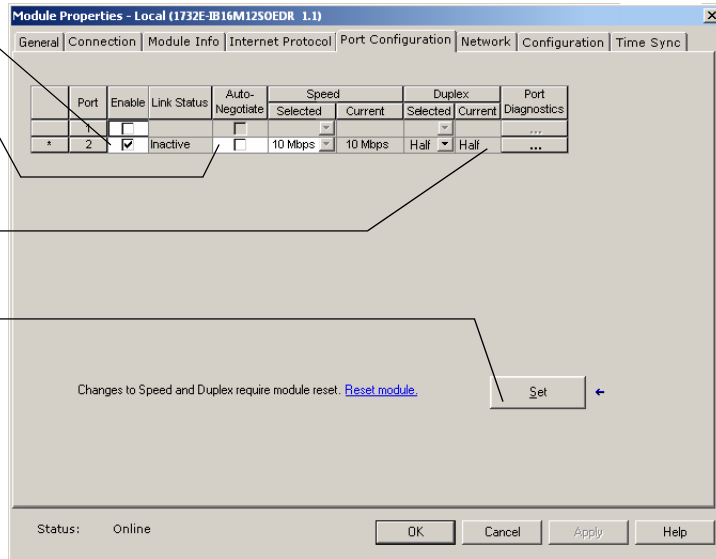 Module Properties - Local (1732E-IB16M12SOEDR 1.1)
General Connection Module Info Internet Protocol Port Configuration Network Configuration Time Sync
Port Enable Link Status Auto-Negotiate Speed Selected Current Duplex Selected Current Port Diagnostics
1 ...
* 2 Inactive 10 Mbps 10 Mbps Half Half ...
Changes to Speed and Duplex require module reset. Reset module. Set
Status: Online OK Cancel Apply Help